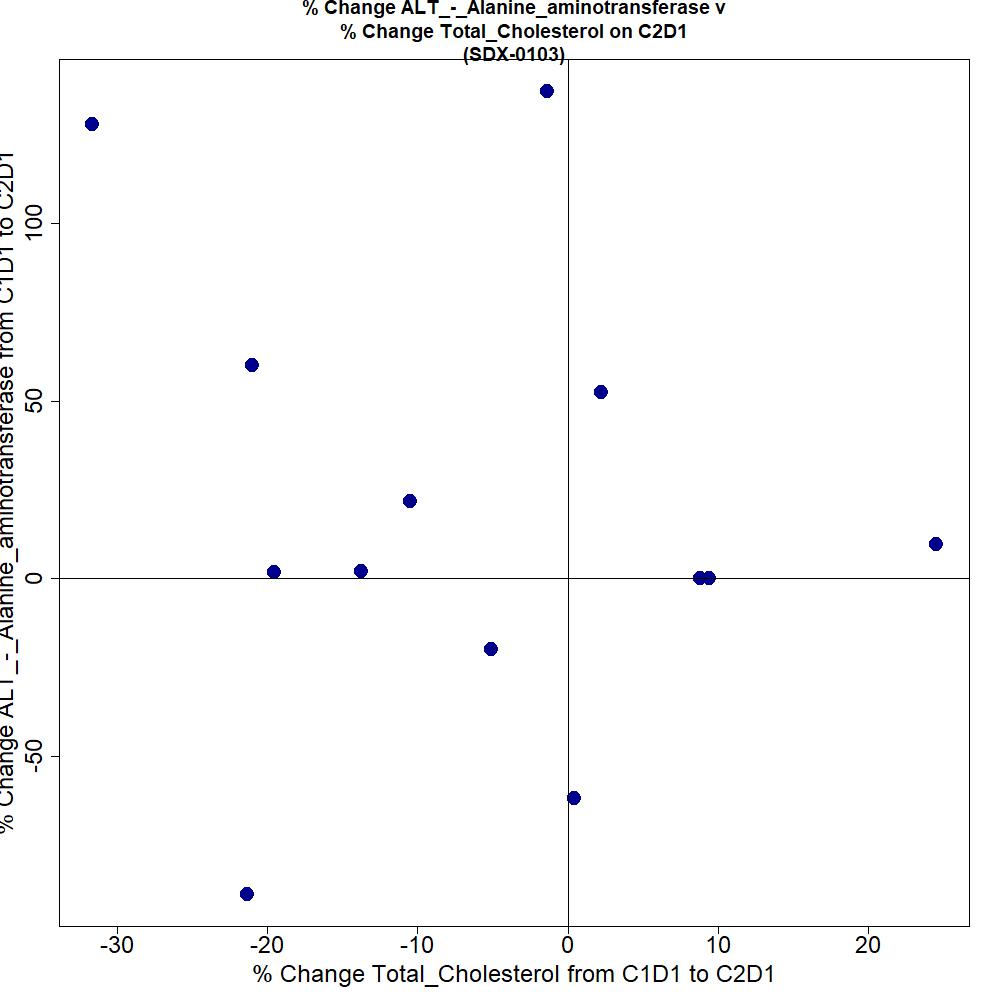 % Change ALT_-_Alanine_aminotransferase v
% Change Total_Cholesterol on C2D1
(SDX-0103)
% Change ALT_-_Alanine_aminotransferase from C1D1 to C2D1
100
50
0
-50
-30
-20
-10
0
10
20
% Change Total_Cholesterol from C1D1 to C2D1